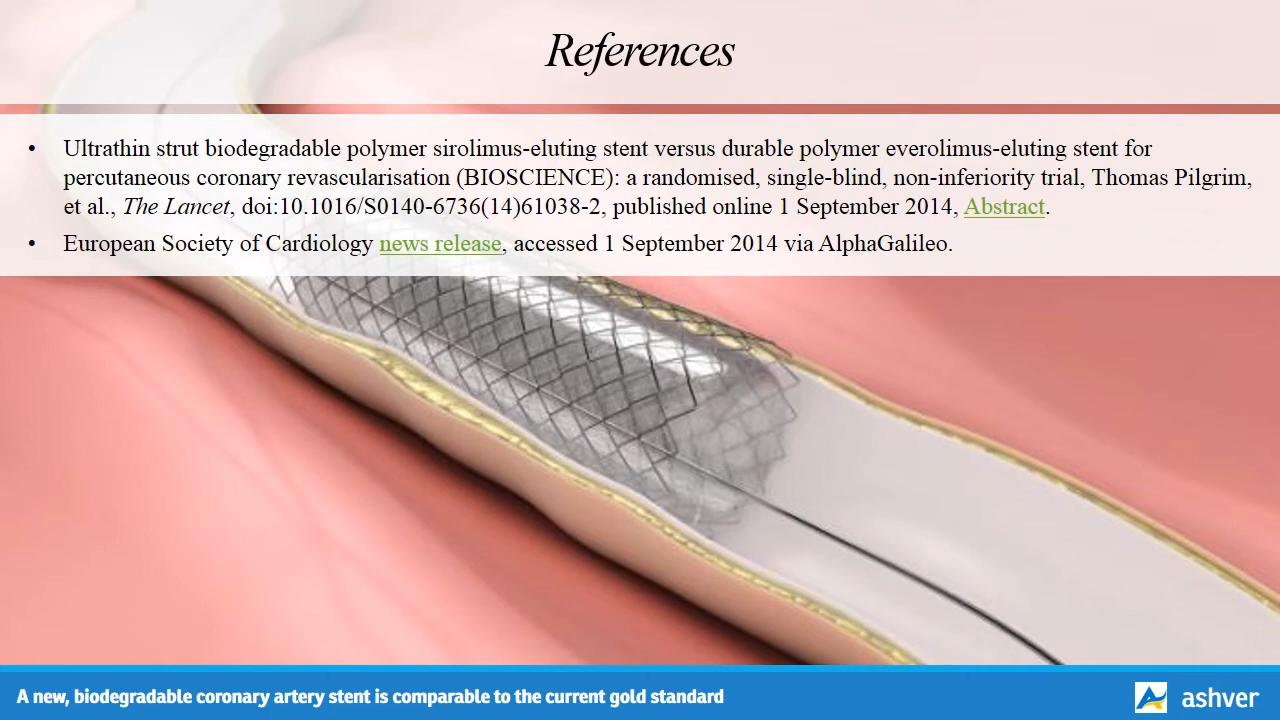 References
• Ultrathin strut biodegradable polymer sirolimus-eluting stent versus durable polymer everolimus-eluting stent for
percutaneous coronary revascularisation (BIOSCIENCE): a randomised, single-blind, non-inferiority trial, Thomas Pilgrim,
et al., The Lancet, doi:10.1016/S0140-6736(14)61038-2, published online 1 September 2014, Abstract.
• European Society of Cardiology news release, accessed 1 September 2014 via AlphaGalileo.
A new, biodegradable coronary artery stent is comparable to the current gold standard
ashver